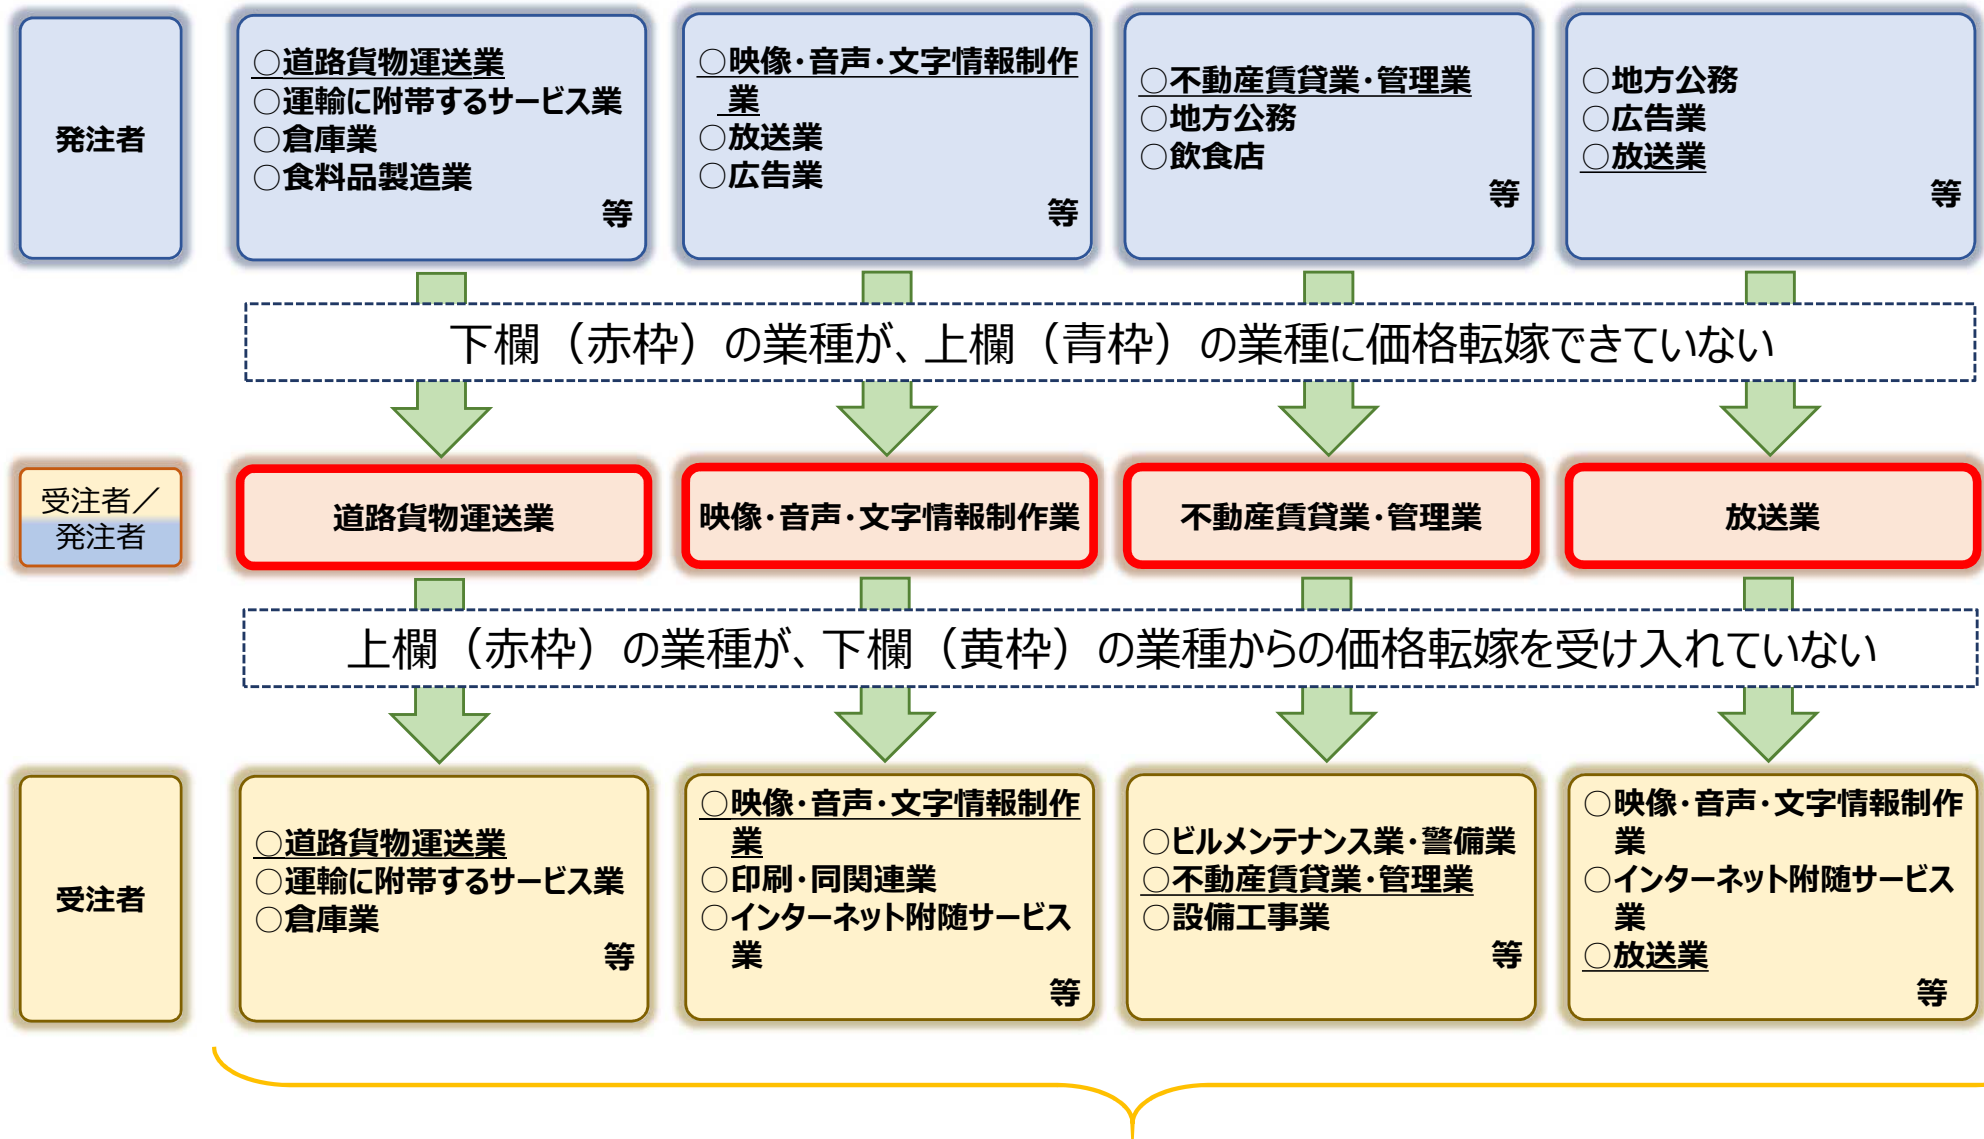 発注者
○道路貨物運送業
○運輸に附帯するサービス業
○倉庫業
○食料品製造業
等
○映像・音声・文字情報制作
業
○放送業
○広告業
等
○不動産賃貸業・管理業
○地方公務
○飲食店
等
○地方公務
○広告業
○放送業
等
下欄（赤枠）の業種が、上欄（青枠）の業種に価格転嫁できていない
受注者／
発注者
道路貨物運送業
映像・音声・文字情報制作業
不動産賃貸業・管理業
放送業
上欄（赤枠）の業種が、下欄（黄枠）の業種からの価格転嫁を受け入れていない
受注者
○道路貨物運送業
○運輸に附帯するサービス業
○倉庫業
等
○映像・音声・文字情報制作
業
○印刷・同関連業
○インターネット附随サービス
業
等
○ビルメンテナンス業・警備業
○不動産賃貸業・管理業
○設備工事業
等
○映像・音声・文字情報制作
業
○インターネット附随サービス
業
○放送業
等